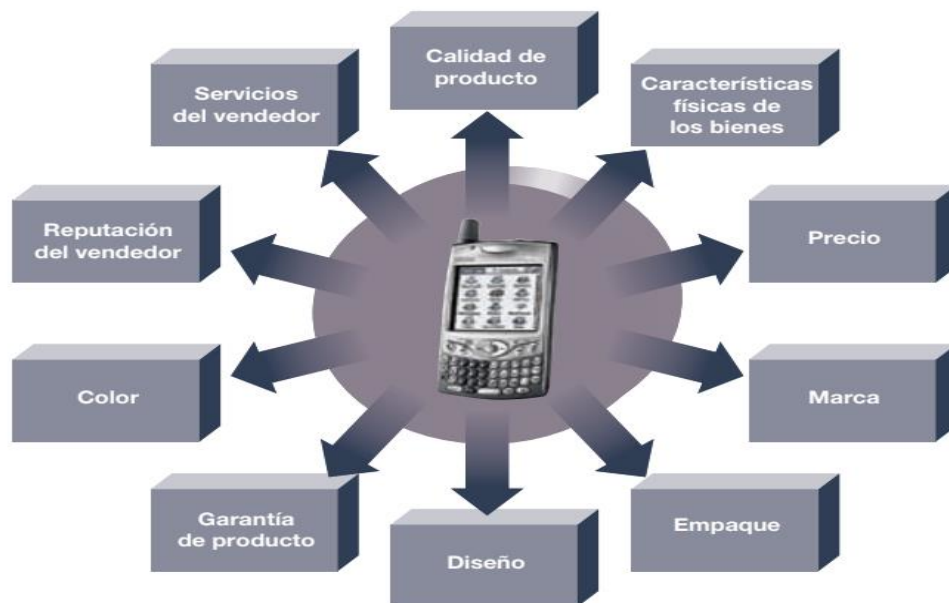 Calidad de
producto
Características
físicas de
los bienes
Precio
Marca
Empaque
Diseño
Garantía
de producto
Color
Reputación
del vendedor
Servicios
del vendedor